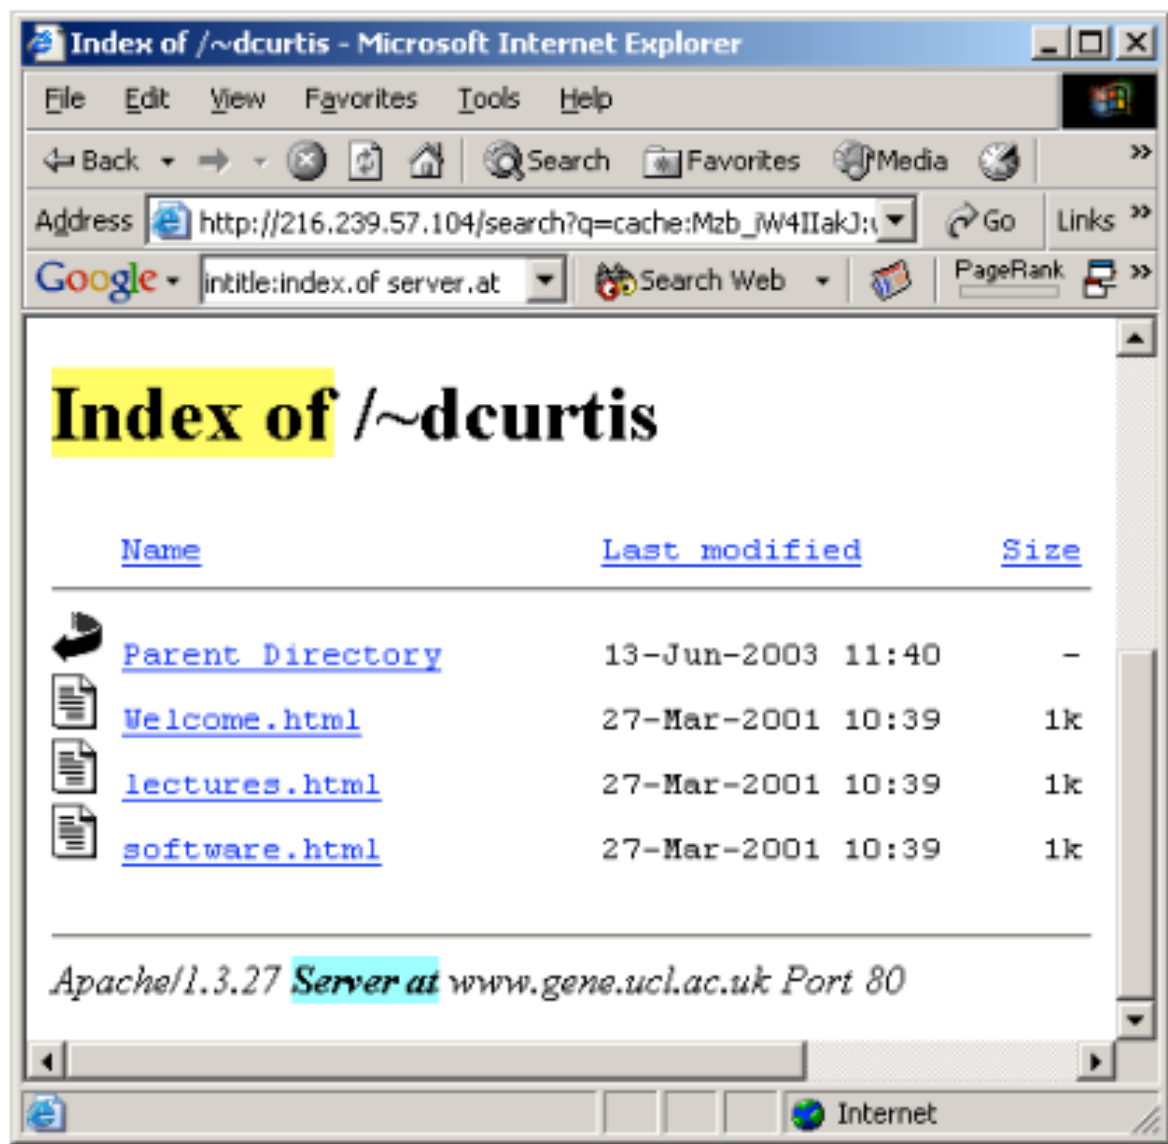 Index of /~dcurtis - Microsoft Internet Explorer
File Edit View Favorites Tools Help
Back Search Favorites Media »
Address http://216.239.57.104/search?q=cache:Mzb_iW4IIakJ: Go Links »
Google intitle:index.of server.at Search Web PageRank »
Index of /~dcurtis
Name Last modified Size
Parent Directory 13-Jun-2003 11:40 -
Welcome.html 27-Mar-2001 10:39 1k
lectures.html 27-Mar-2001 10:39 1k
software.html 27-Mar-2001 10:39 1k
Apache/1.3.27 Server at www.gene.ucl.ac.uk Port 80
Internet